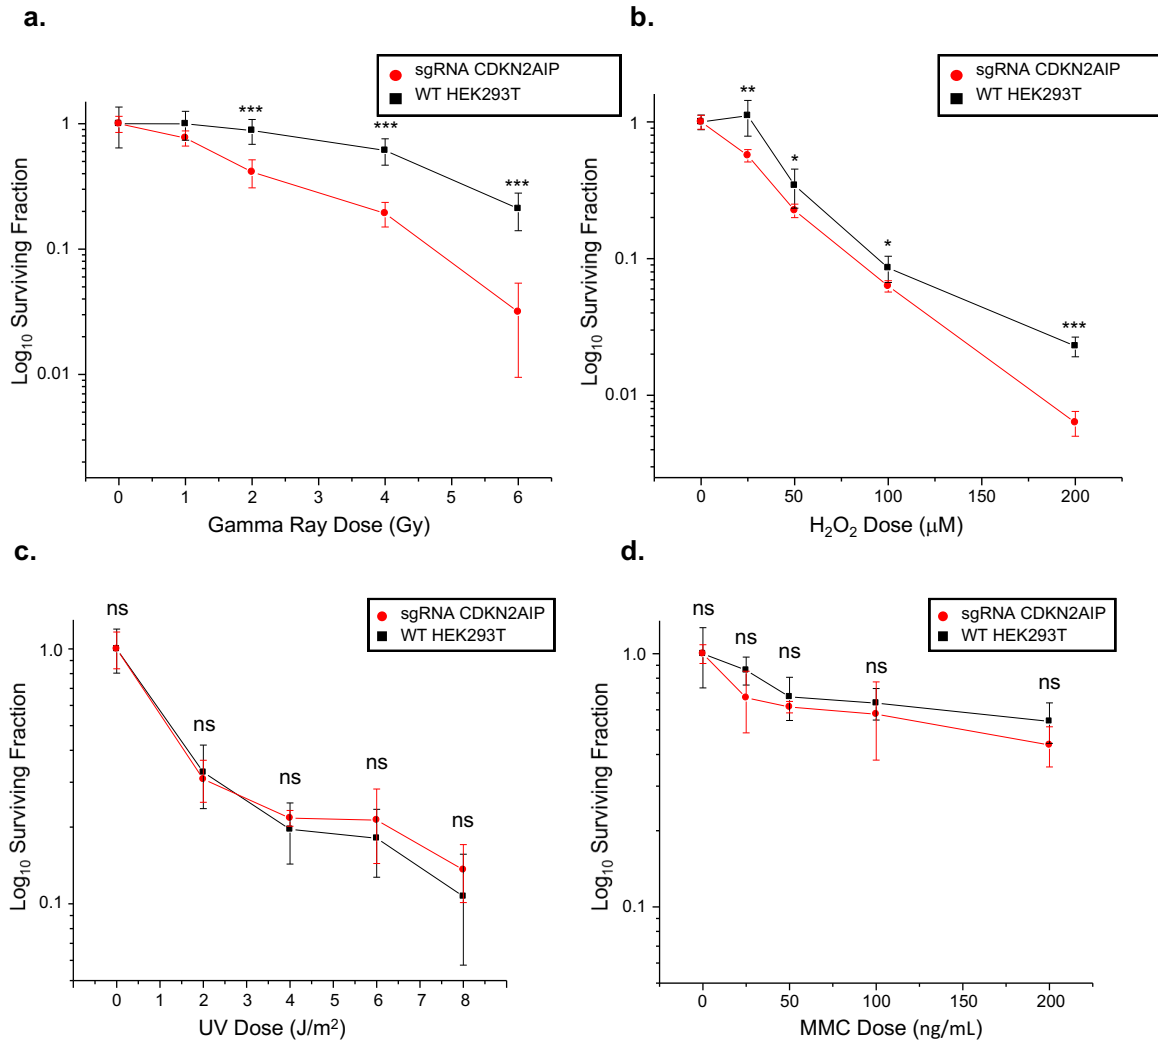 a.
sgRNA CDKN2AIP
WT HEK293T
***
***
***
1
0.1
0.01
Log₁₀ Surviving Fraction
0 1 2 3 4 5 6
Gamma Ray Dose (Gy)
b.
sgRNA CDKN2AIP
WT HEK293T
**
*
*
***
1
0.1
0.01
Log₁₀ Surviving Fraction
0 50 100 150 200
H₂O₂ Dose (μM)
c.
sgRNA CDKN2AIP
WT HEK293T
ns
ns
ns
ns
ns
1.0
0.1
Log₁₀ Surviving Fraction
0 1 2 3 4 5 6 7 8
UV Dose (J/m²)
d.
sgRNA CDKN2AIP
WT HEK293T
ns
ns
ns
ns
ns
1.0
0.1
Log₁₀ Surviving Fraction
0 50 100 150 200
MMC Dose (ng/mL)